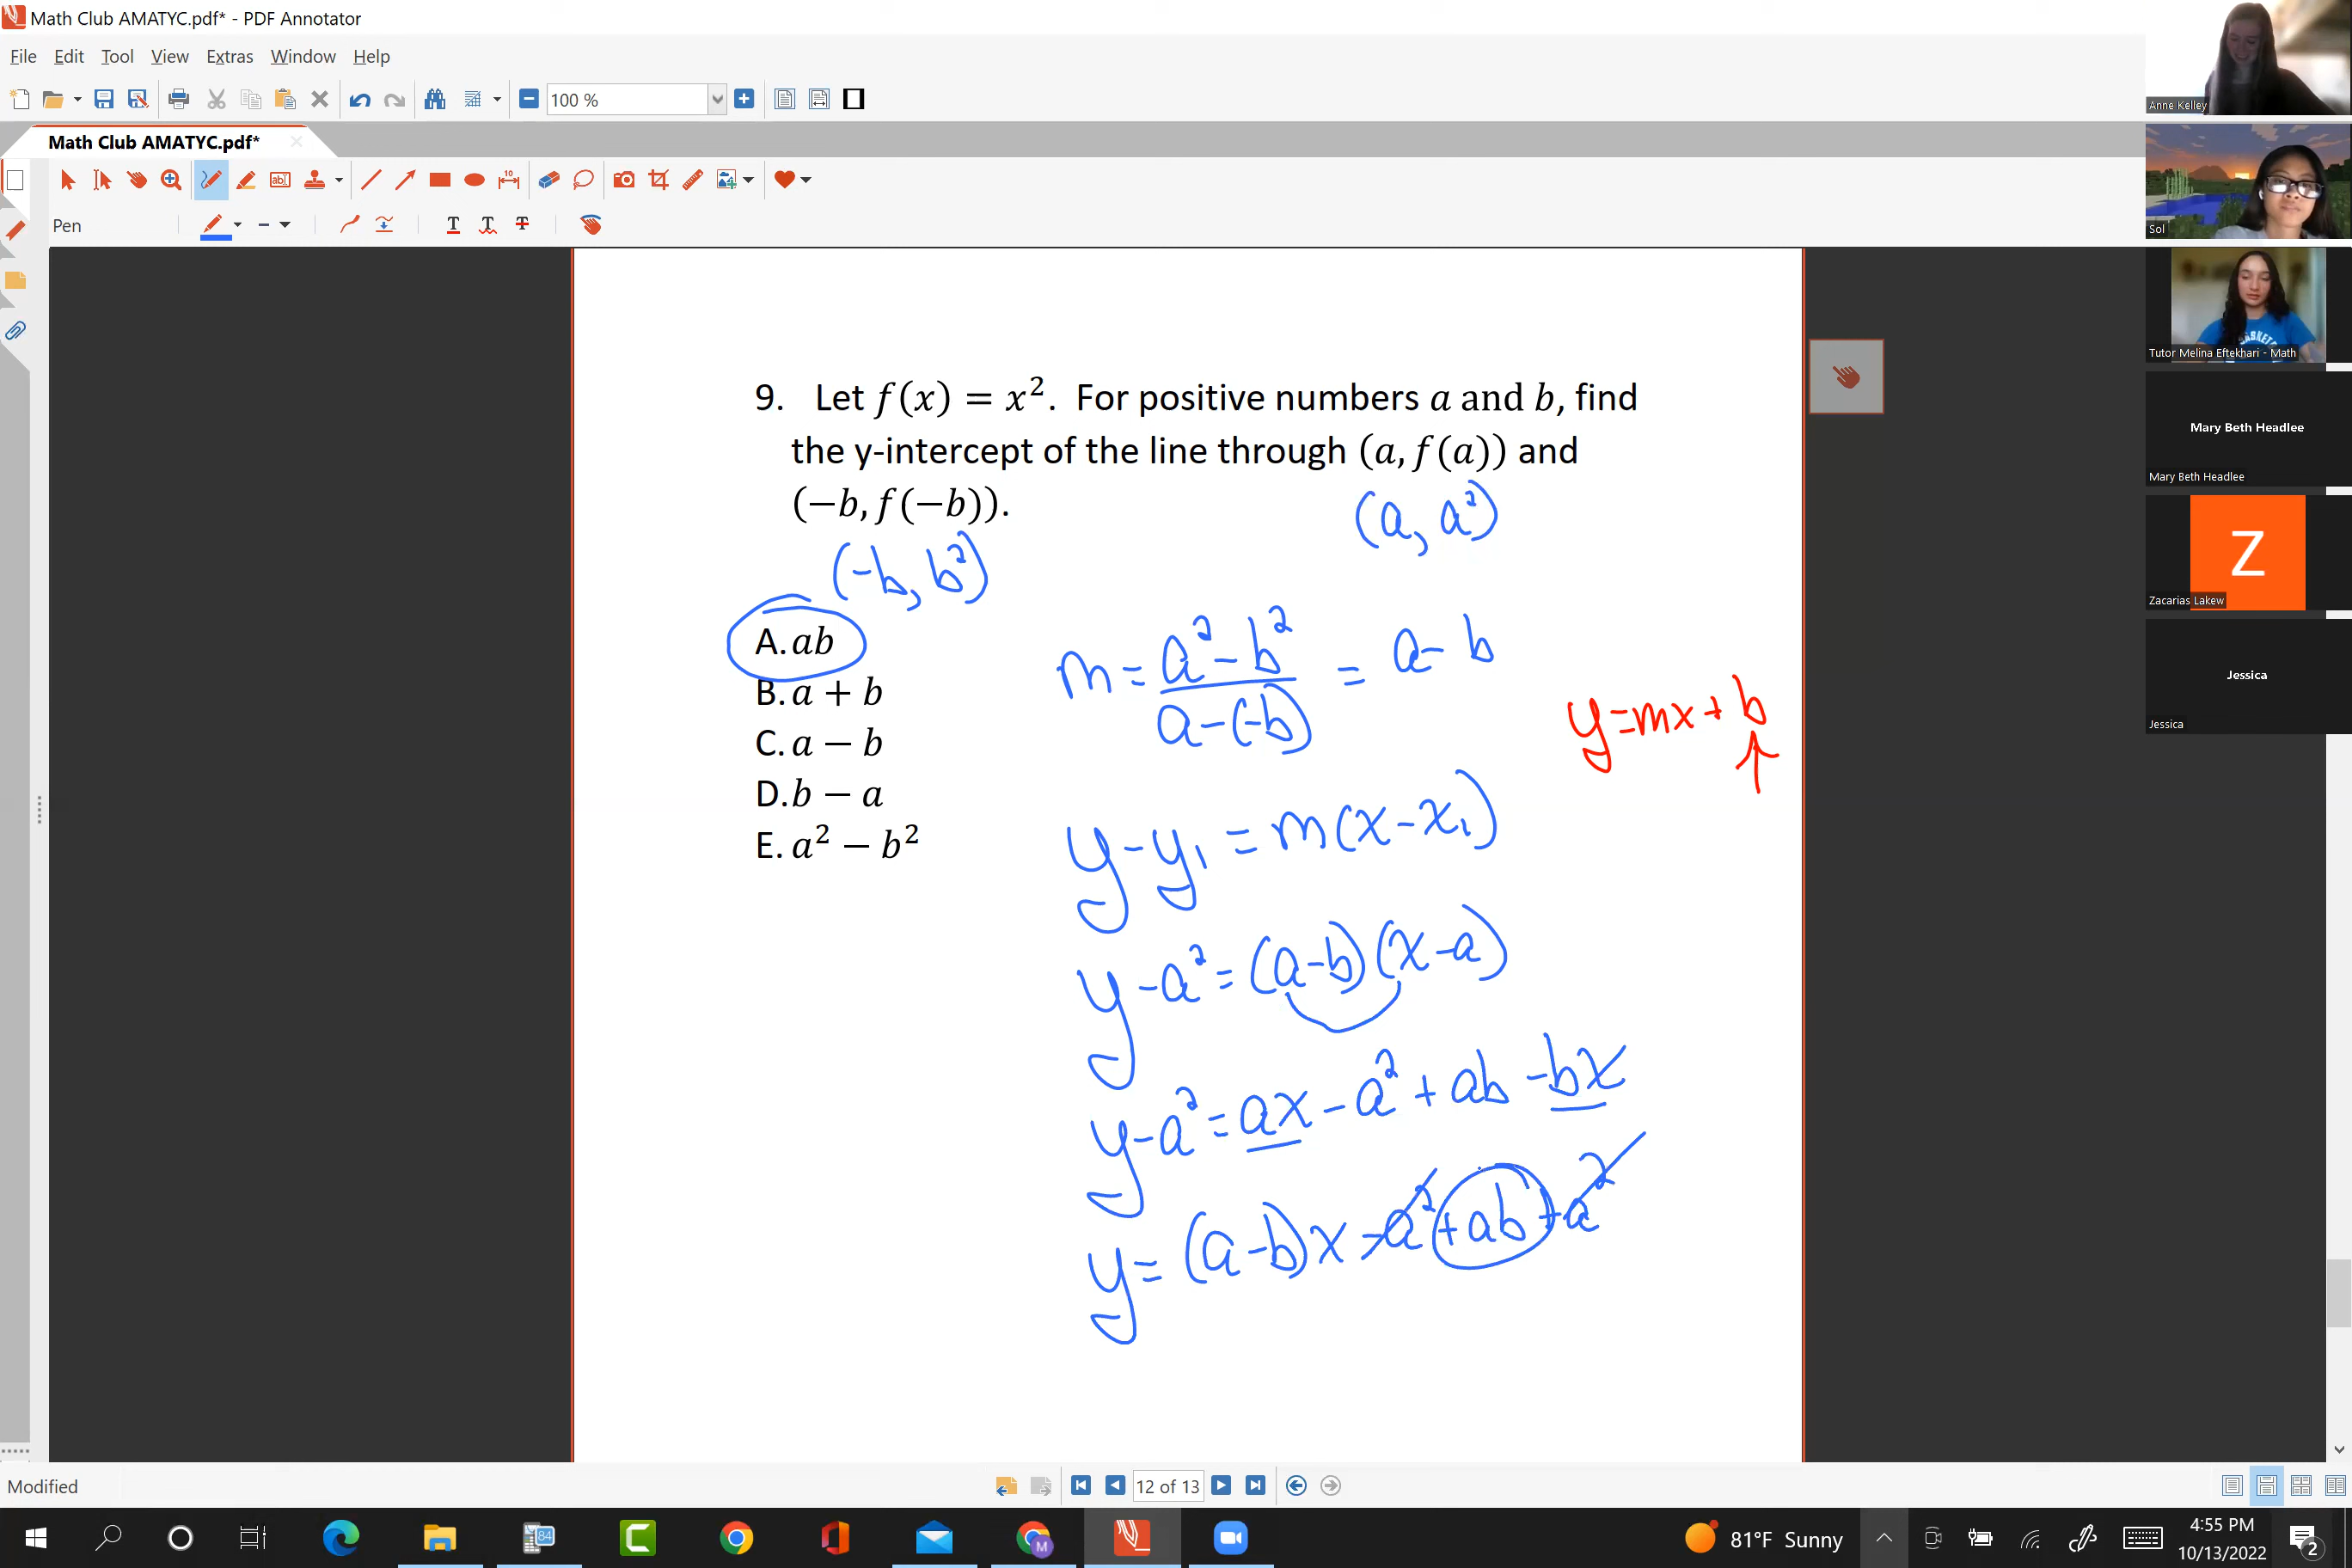 Math Club AMATYC.pdf* - PDF Annotator
File Edit Tool View Extras Window Help
100 %
Math Club AMATYC.pdf*
Pen
9. Let f(x) = x². For positive numbers a and b, find
the y-intercept of the line through (a, f(a)) and
(−b, f(−b)).
(a, a²)
(-b, b²)
A. ab
B. a + b
C. a − b
D. b − a
E. a² − b²
m = a² - b² / a - (-b) = a - b
y = mx + b
y - y₁ = m(x - x₁)
y - a² = (a - b)(x - a)
y - a² = ax - a² + ab - bx
y = (a - b)x - a² + ab + a²
Anne Kelley
Sol
Tutor Melina Eftekhari - Math
Mary Beth Headlee
Mary Beth Headlee
Z
Zacarias Lakew
Jessica
Jessica
Modified
12 of 13
84
M
81°F Sunny
4:55 PM
10/13/2022
2